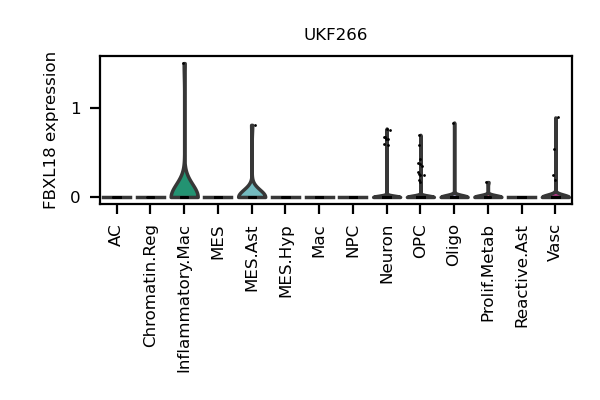 UKF266
FBXL18 expression
1
0
AC
Chromatin.Reg
Inflammatory.Mac
MES
MES.Ast
MES.Hyp
Mac
NPC
Neuron
OPC
Oligo
Prolif.Metab
Reactive.Ast
Vasc